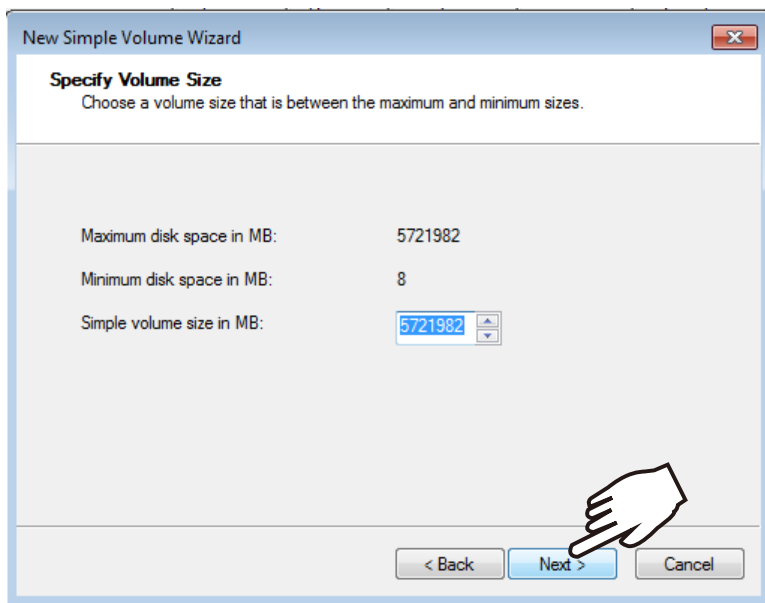 New Simple Volume Wizard
Specify Volume Size
Choose a volume size that is between the maximum and minimum sizes.
Maximum disk space in MB: 5721982
Minimum disk space in MB: 8
Simple volume size in MB: 5721982
< Back Next > Cancel